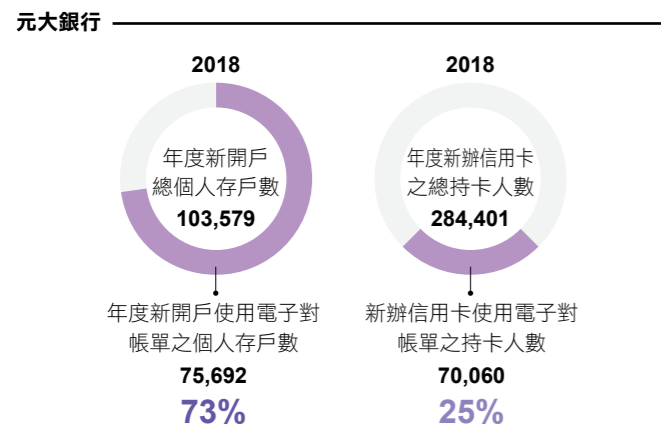 元大銀行
2018
年度新開戶
總個人存戶數
103,579
年度新開戶使用電子對
帳單之個人存戶數
75,692
73%
2018
年度新辦信用卡
之總持卡人數
284,401
新辦信用卡使用電子對
帳單之持卡人數
70,060
25%